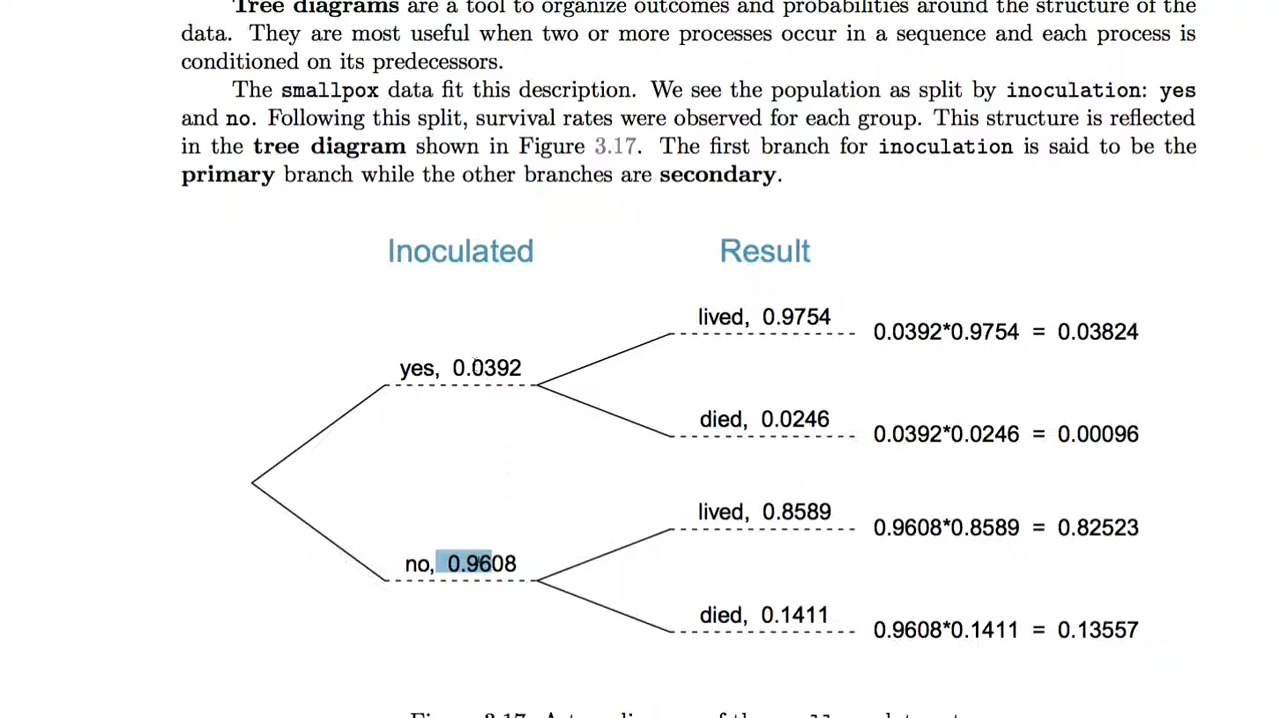 Tree diagrams are a tool to organize outcomes and probabilities around the structure of the
data. They are most useful when two or more processes occur in a sequence and each process is
conditioned on its predecessors.
The smallpox data fit this description. We see the population as split by inoculation: yes
and no. Following this split, survival rates were observed for each group. This structure is reflected
in the tree diagram shown in Figure 3.17. The first branch for inoculation is said to be the
primary branch while the other branches are secondary.
Inoculated Result
lived, 0.9754
0.0392*0.9754 = 0.03824
yes, 0.0392
died, 0.0246
0.0392*0.0246 = 0.00096
lived, 0.8589
0.9608*0.8589 = 0.82523
no, 0.9608
died, 0.1411
0.9608*0.1411 = 0.13557